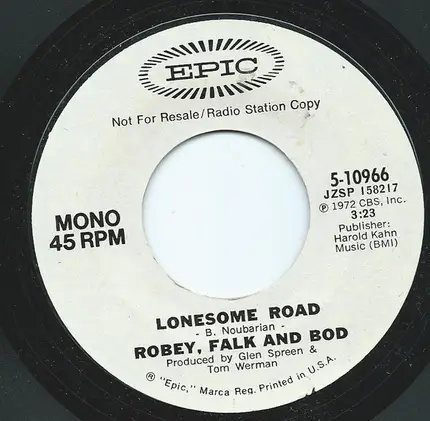 EPIC
Not For Resale/Radio Station Copy
MONO
45 RPM
5-10966
JZSP 158217
Ⓟ 1972 CBS, Inc.
3:23
Publisher:
Harold Kahn
Music (BMI)
LONESOME ROAD
- B. Noubarian -
ROBEY, FALK AND BOD
Produced by Glen Spreen &
Tom Werman
® "Epic," Marca Reg. Printed in U.S.A.